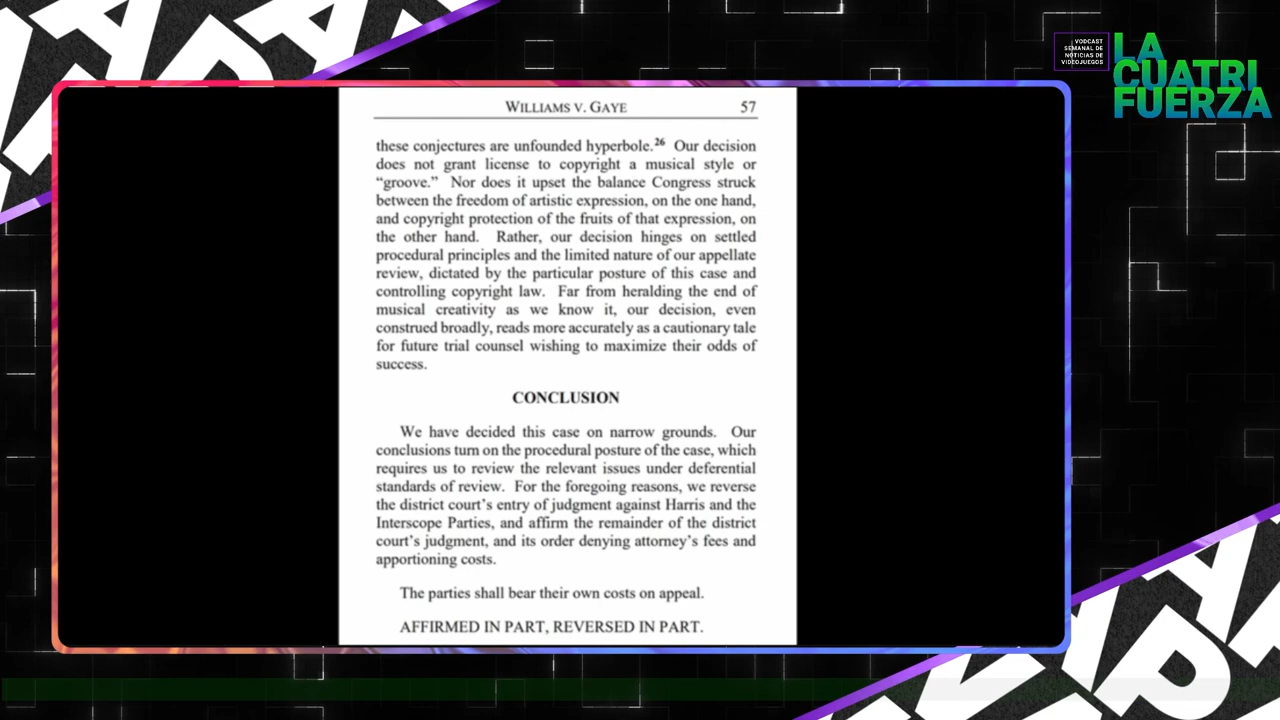 VODCAST
SEMANAL DE
NOTICIAS DE
VIDEOJUEGOS
LA
CUATRI
FUERZA
WILLIAMS V. GAYE 57
these conjectures are unfounded hyperbole.26 Our decision
does not grant license to copyright a musical style or
“groove.” Nor does it upset the balance Congress struck
between the freedom of artistic expression, on the one hand,
and copyright protection of the fruits of that expression, on
the other hand. Rather, our decision hinges on settled
procedural principles and the limited nature of our appellate
review, dictated by the particular posture of this case and
controlling copyright law. Far from heralding the end of
musical creativity as we know it, our decision, even
construed broadly, reads more accurately as a cautionary tale
for future trial counsel wishing to maximize their odds of
success.
CONCLUSION
We have decided this case on narrow grounds. Our
conclusions turn on the procedural posture of the case, which
requires us to review the relevant issues under deferential
standards of review. For the foregoing reasons, we reverse
the district court’s entry of judgment against Harris and the
Interscope Parties, and affirm the remainder of the district
court’s judgment, and its order denying attorney’s fees and
apportioning costs.
The parties shall bear their own costs on appeal.
AFFIRMED IN PART, REVERSED IN PART.